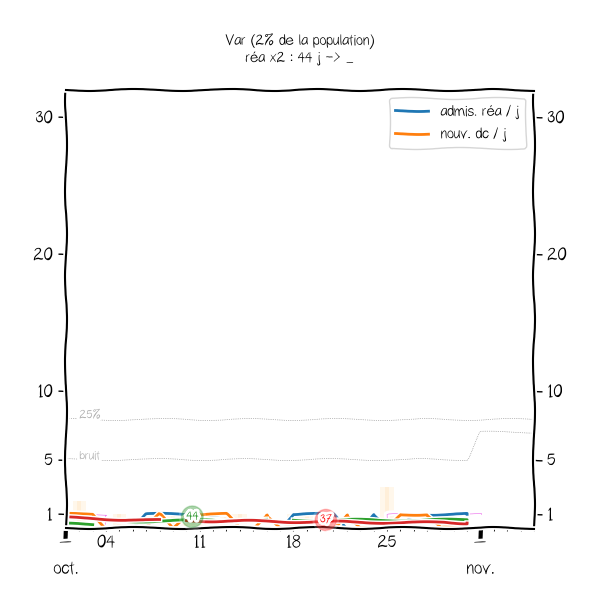 Var (2% de la population)
réa x2 : 44 j -> _
admis. réa / j
nouv. dc / j
30
30
20
20
10
10
25%
bruit
5
5
1
1
44
37
04
11
18
25
oct.
nov.